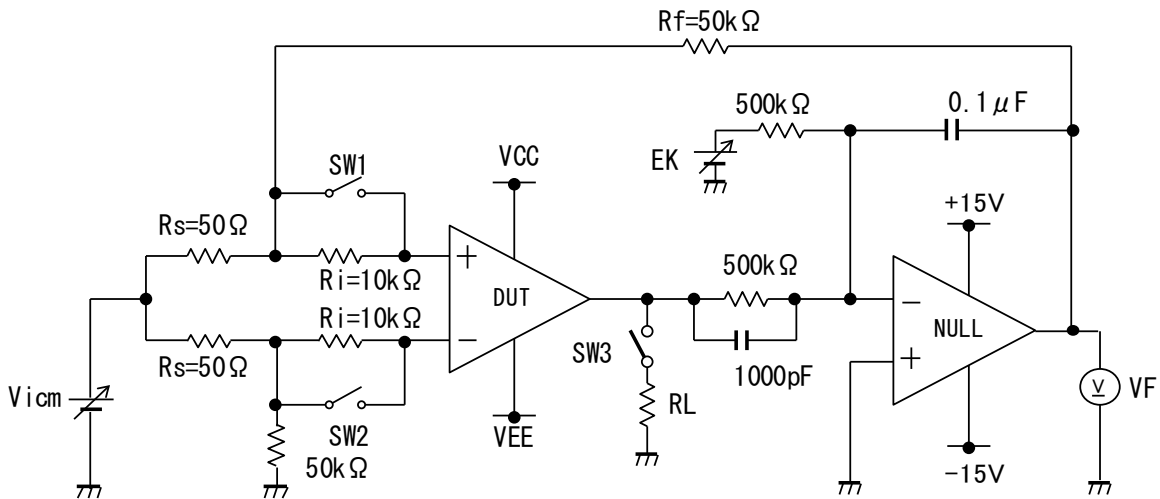 Rf=50kΩ
500kΩ
0.1μF
EK
SW1
VCC
+15V
Rs=50Ω
Ri=10kΩ
+
DUT
500kΩ
−
NULL
Ri=10kΩ
−
SW3
+
Rs=50Ω
1000pF
V
VF
Vicm
RL
SW2
VEE
50kΩ
−15V